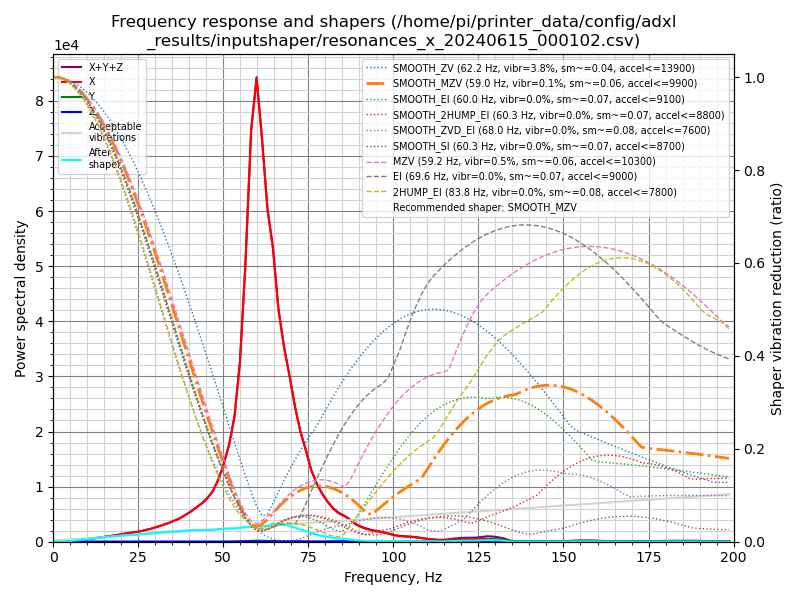 Frequency response and shapers (/home/pi/printer_data/config/adxl
_results/inputshaper/resonances_x_20240615_000102.csv)
1e4
X+Y+Z
X
Y
Z
Acceptable
vibrations
After
shaper
SMOOTH_ZV (62.2 Hz, vibr=3.8%, sm~=0.04, accel<=13900)
SMOOTH_MZV (59.0 Hz, vibr=0.1%, sm~=0.06, accel<=9900)
SMOOTH_EI (60.0 Hz, vibr=0.0%, sm~=0.07, accel<=9100)
SMOOTH_2HUMP_EI (60.3 Hz, vibr=0.0%, sm~=0.07, accel<=8800)
SMOOTH_ZVD_EI (68.0 Hz, vibr=0.0%, sm~=0.08, accel<=7600)
SMOOTH_SI (60.3 Hz, vibr=0.0%, sm~=0.07, accel<=8700)
MZV (59.2 Hz, vibr=0.5%, sm~=0.06, accel<=10300)
EI (69.6 Hz, vibr=0.0%, sm~=0.07, accel<=9000)
2HUMP_EI (83.8 Hz, vibr=0.0%, sm~=0.08, accel<=7800)
Recommended shaper: SMOOTH_MZV
Power spectral density
8
7
6
5
4
3
2
1
0
1.0
0.8
0.6
0.4
0.2
0.0
Shaper vibration reduction (ratio)
0 25 50 75 100 125 150 175 200
Frequency, Hz